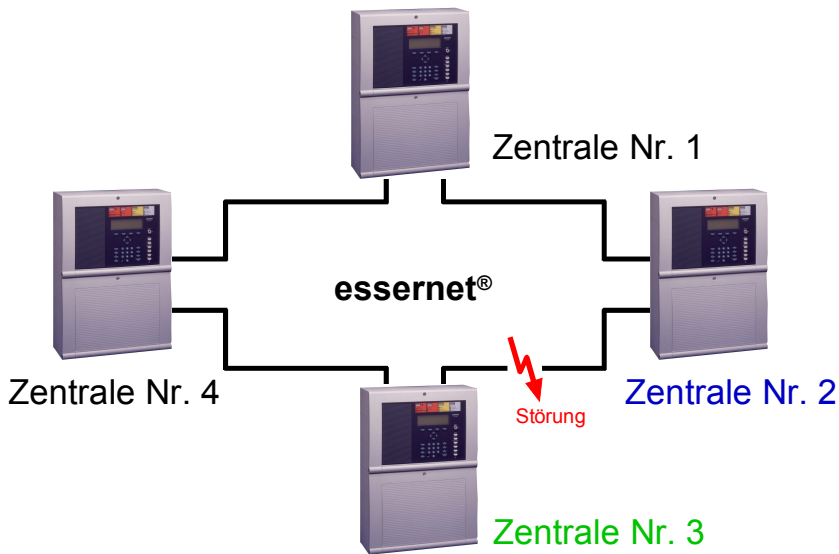 Zentrale Nr. 1
essernet®
Zentrale Nr. 4
Störung
Zentrale Nr. 2
Zentrale Nr. 3